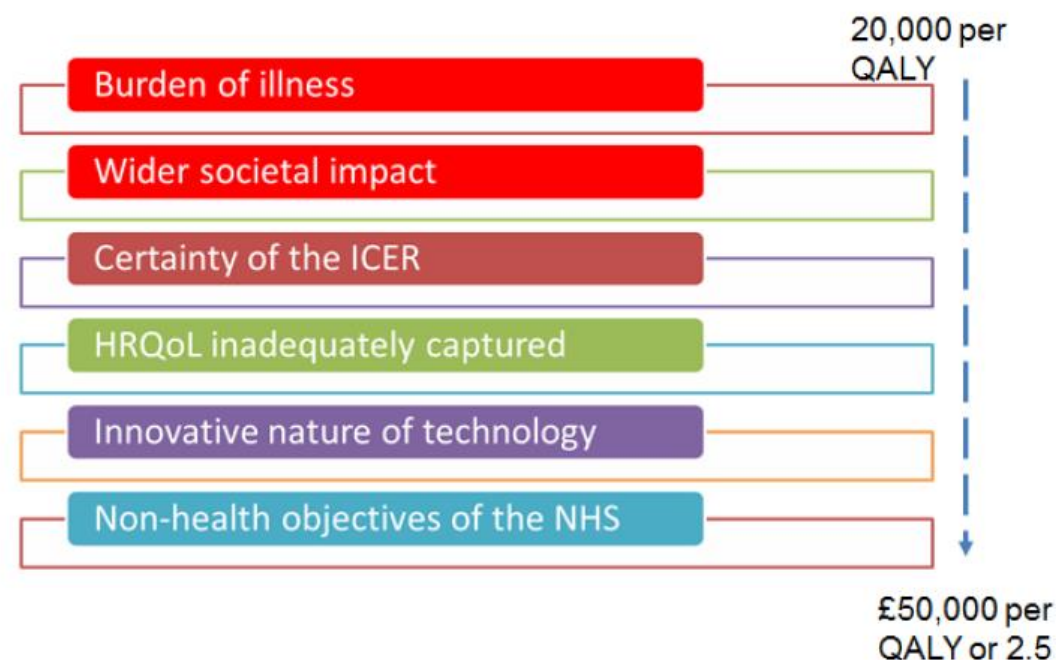 20,000 per
QALY
Burden of illness
Wider societal impact
Certainty of the ICER
HRQoL inadequately captured
Innovative nature of technology
Non-health objectives of the NHS
£50,000 per
QALY or 2.5